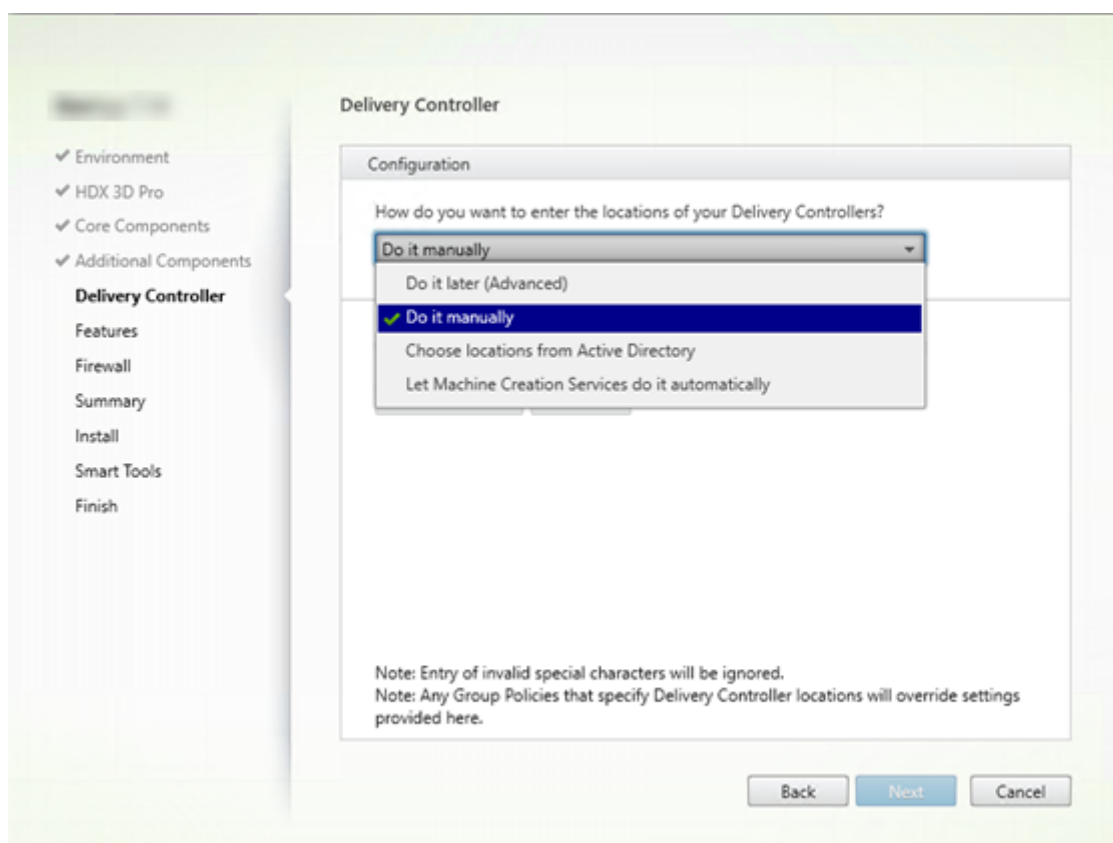 Delivery Controller
Environment
HDX 3D Pro
Core Components
Additional Components
Delivery Controller
Features
Firewall
Summary
Install
Smart Tools
Finish
Configuration
How do you want to enter the locations of your Delivery Controllers?
Do it manually
Do it later (Advanced)
Do it manually
Choose locations from Active Directory
Let Machine Creation Services do it automatically
Note: Entry of invalid special characters will be ignored.
Note: Any Group Policies that specify Delivery Controller locations will override settings
provided here.
Back
Next
Cancel